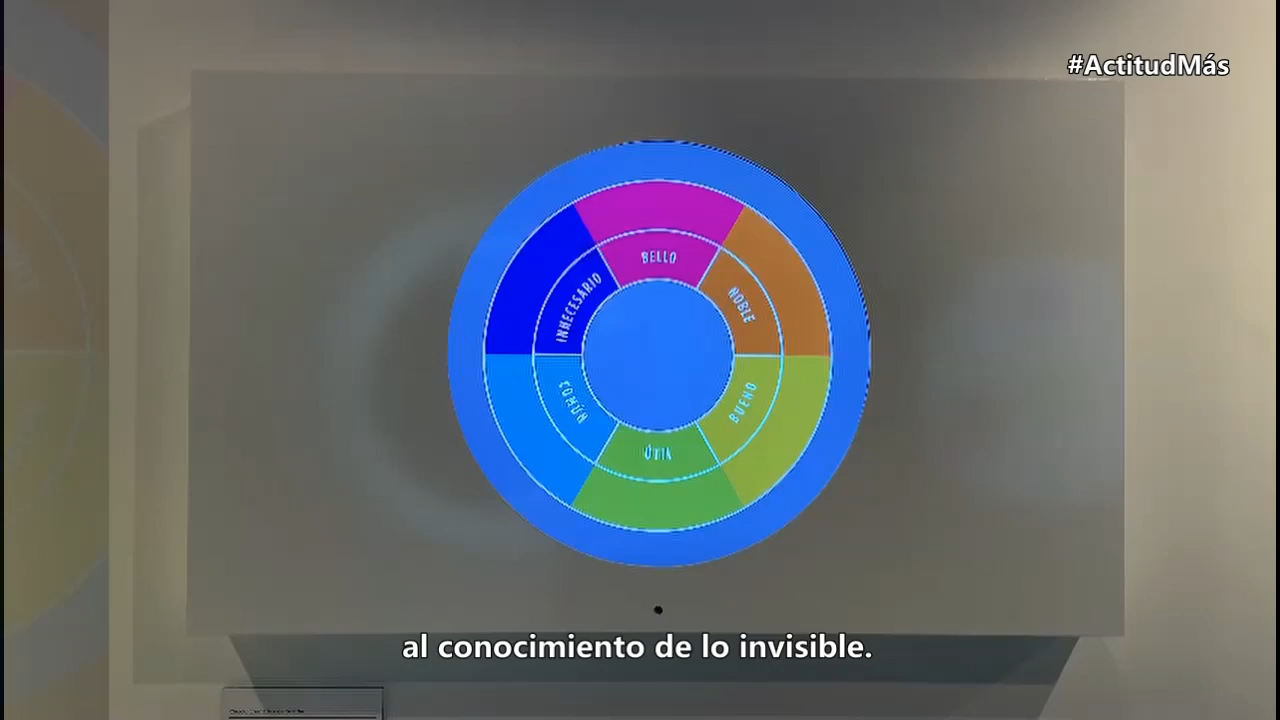 #ActitudMás
BELLO
NOBLE
BUENO
ÚTIL
COMÚN
INNECESARIO
al conocimiento de lo invisible.